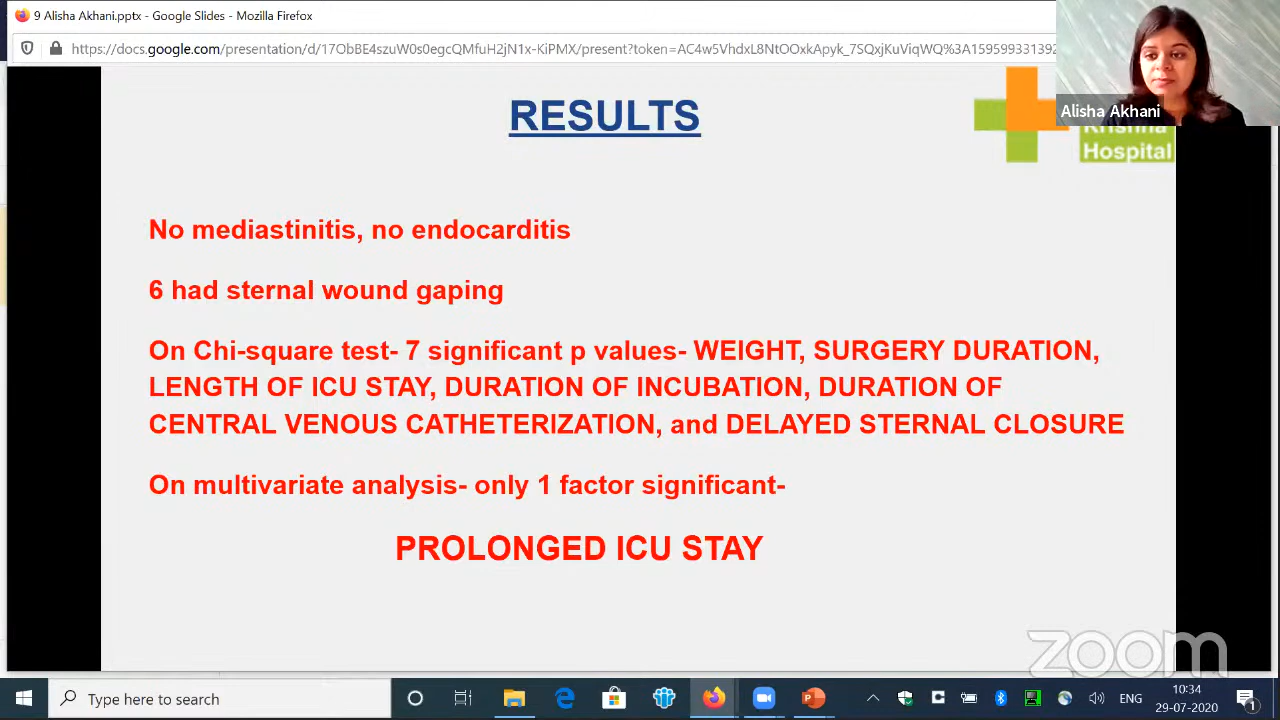 9 Alisha Akhani.pptx - Google Slides - Mozilla Firefox
https://docs.google.com/presentation/d/17ObBE4szuW0s0egcQMfuH2jN1x-KiPMX/present?token=AC4w5VhdxL8NtOOxkApyk_7SQxjKuViqWQ%3A159599331392
Alisha Akhani
RESULTS
Krishna
Hospital
No mediastinitis, no endocarditis
6 had sternal wound gaping
On Chi-square test- 7 significant p values- WEIGHT, SURGERY DURATION,
LENGTH OF ICU STAY, DURATION OF INCUBATION, DURATION OF
CENTRAL VENOUS CATHETERIZATION, and DELAYED STERNAL CLOSURE
On multivariate analysis- only 1 factor significant-
PROLONGED ICU STAY
zoom
Type here to search
ENG
10:34
29-07-2020
1